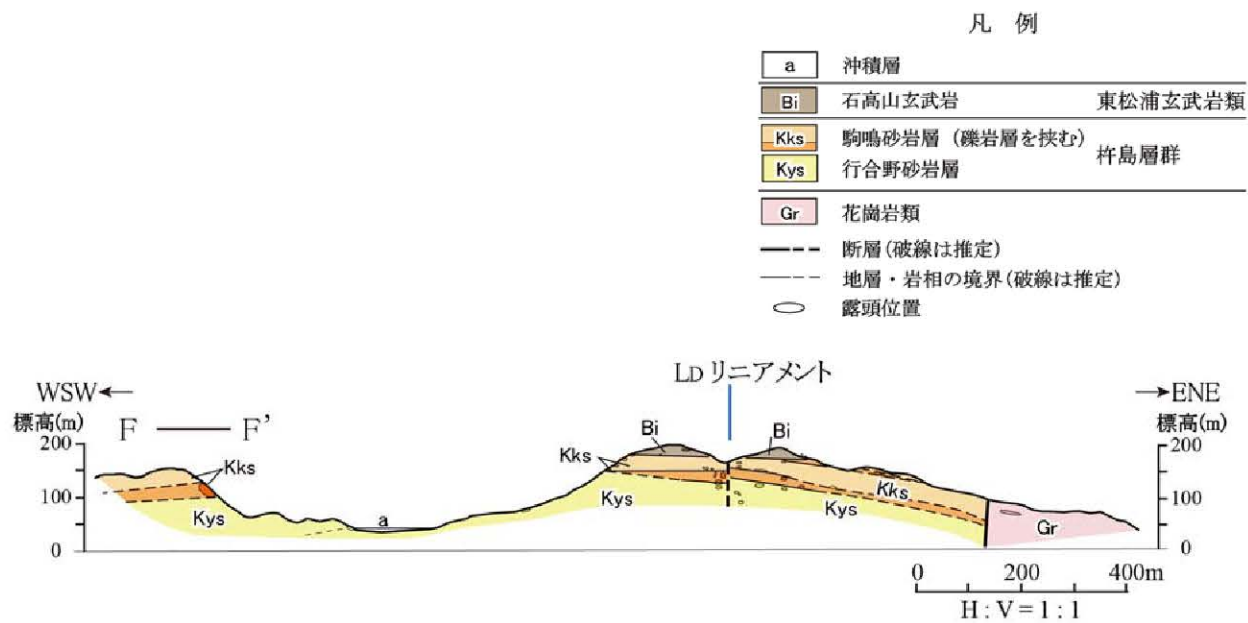 凡 例
a 沖積層
Bi 石高山玄武岩 東松浦玄武岩類
Kks 駒鳴砂岩層(礫岩層を挟む)
杵島層群
Kys 行合野砂岩層
Gr 花崗岩類
断層(破線は推定)
地層・岩相の境界(破線は推定)
露頭位置
LD リニアメント
WSW ENE
標高(m) F F' 標高(m)
200 Bi Bi 200
Kks Kks
100 Kys Kys Kks 100
Kys a Gr
0 0
0 200 400m
H : V = 1 : 1